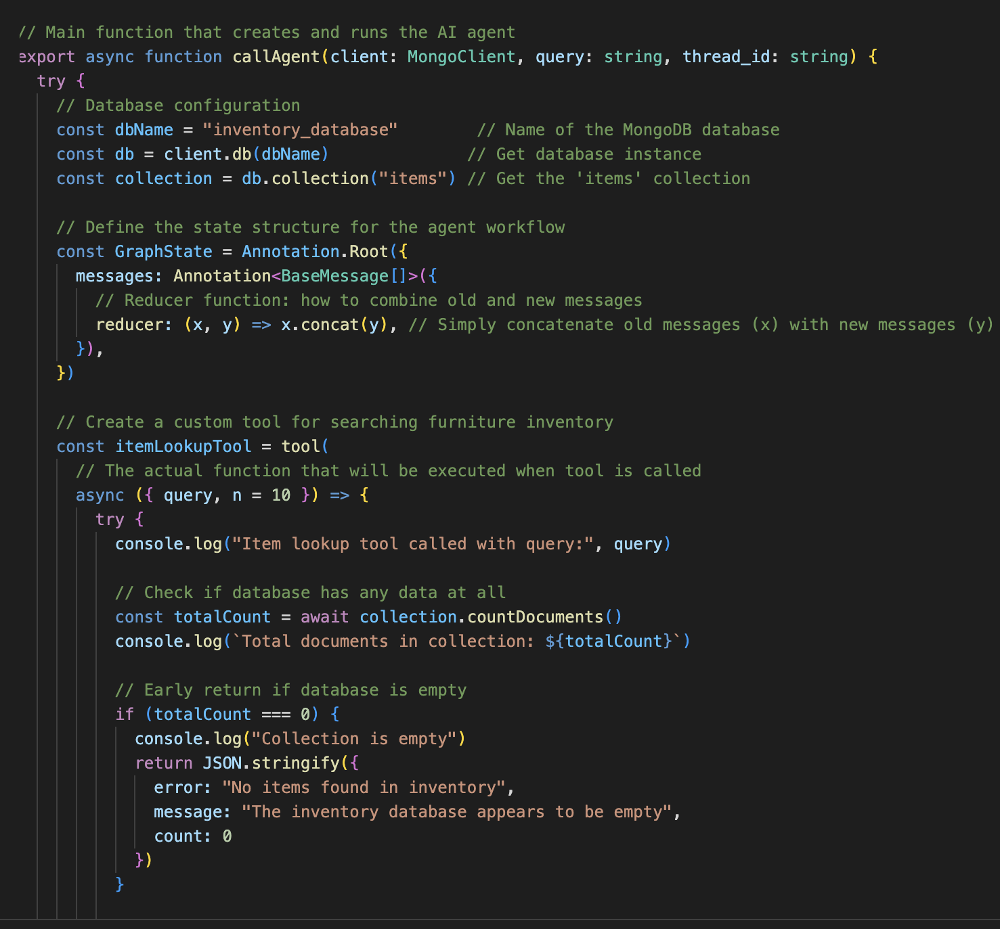 // Main function that creates and runs the AI agent
export async function callAgent(client: MongoClient, query: string, thread_id: string) {
  try {
    // Database configuration
    const dbName = "inventory_database"        // Name of the MongoDB database
    const db = client.db(dbName)              // Get database instance
    const collection = db.collection("items") // Get the 'items' collection

    // Define the state structure for the agent workflow
    const GraphState = Annotation.Root({
      messages: Annotation<BaseMessage[]>({
        // Reducer function: how to combine old and new messages
        reducer: (x, y) => x.concat(y), // Simply concatenate old messages (x) with new messages (y)
      }),
    })

    // Create a custom tool for searching furniture inventory
    const itemLookupTool = tool(
      // The actual function that will be executed when tool is called
      async ({ query, n = 10 }) => {
        try {
          console.log("Item lookup tool called with query:", query)

          // Check if database has any data at all
          const totalCount = await collection.countDocuments()
          console.log(`Total documents in collection: ${totalCount}`)

          // Early return if database is empty
          if (totalCount === 0) {
            console.log("Collection is empty")
            return JSON.stringify({
              error: "No items found in inventory",
              message: "The inventory database appears to be empty",
              count: 0
            })
          }